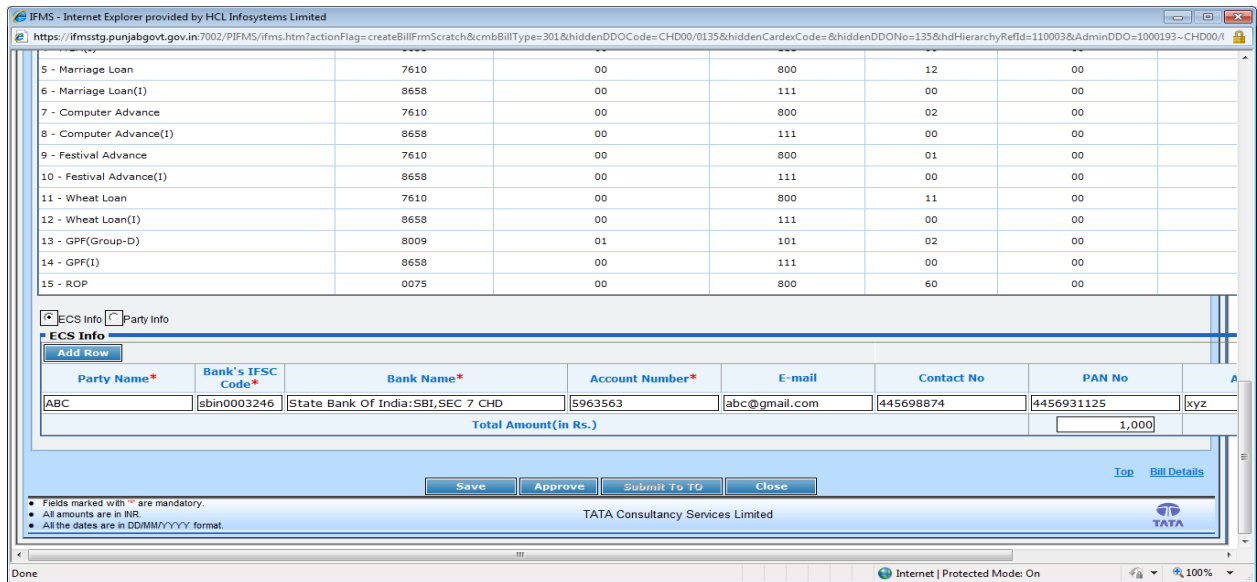 IFMS - Internet Explorer provided by HCL Infosystems Limited
https://ifmsstg.punjabgovt.gov.in:7002/PIFMS/ifms.htm?actionFlag=createBillFrmScratch&cmbBillType=301&hiddenDDOCode=CHD00/0135&hiddenCardexCode=&hiddenDDONo=135&hdHierarchyRefId=110003&AdminDDO=1000193~CHD00/(
5 - Marriage Loan 7610 00 800 12 00
6 - Marriage Loan(I) 8658 00 111 00 00
7 - Computer Advance 7610 00 800 02 00
8 - Computer Advance(I) 8658 00 111 00 00
9 - Festival Advance 7610 00 800 01 00
10 - Festival Advance(I) 8658 00 111 00 00
11 - Wheat Loan 7610 00 800 11 00
12 - Wheat Loan(I) 8658 00 111 00 00
13 - GPF(Group-D) 8009 01 101 02 00
14 - GPF(I) 8658 00 111 00 00
15 - ROP 0075 00 800 60 00
ECS Info Party Info
ECS Info
Add Row
Party Name* Bank's IFSC Code* Bank Name* Account Number* E-mail Contact No PAN No A
ABC sbin0003246 State Bank Of India:SBI,SEC 7 CHD 5963563 abc@gmail.com 445698874 4456931125 xyz
Total Amount(in Rs.) 1,000
Top Bill Details
Save Approve Submit To TO Close
• Fields marked with '*' are mandatory.
• All amounts are in INR.
• All the dates are in DD/MM/YYYY format.
TATA Consultancy Services Limited
TATA
Done Internet | Protected Mode: On 100%